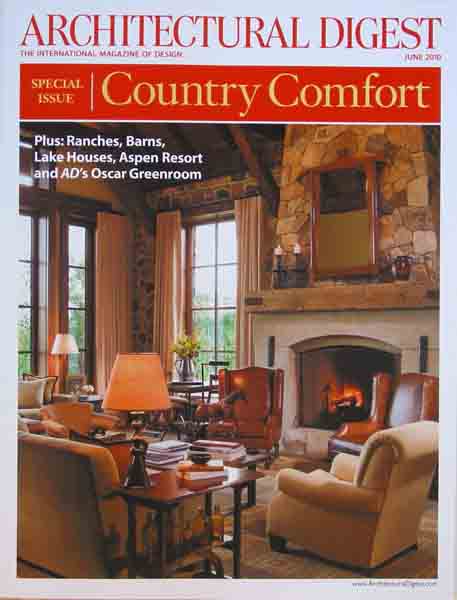 ARCHITECTURAL DIGEST
THE INTERNATIONAL MAGAZINE OF DESIGN
JUNE 2010
SPECIAL
ISSUE
Country Comfort
Plus: Ranches, Barns,
Lake Houses, Aspen Resort
and AD's Oscar Greenroom
www.ArchitecturalDigest.com